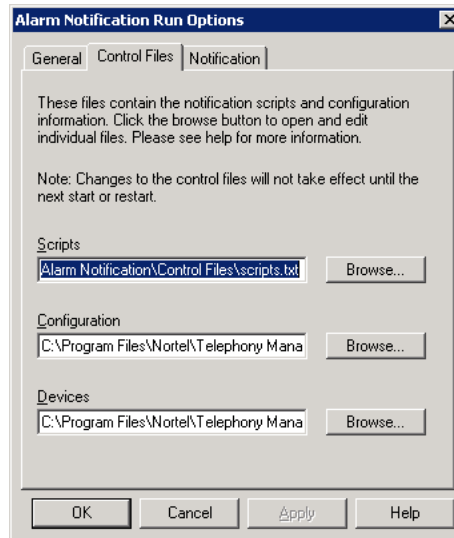 Alarm Notification Run Options
General Control Files Notification
These files contain the notification scripts and configuration
information. Click the browse button to open and edit
individual files. Please see help for more information.
Note: Changes to the control files will not take effect until the
next start or restart.
Scripts
Alarm Notification\Control Files\scripts.txt Browse...
Configuration
C:\Program Files\Nortel\Telephony Mana Browse...
Devices
C:\Program Files\Nortel\Telephony Mana Browse...
OK Cancel Apply Help